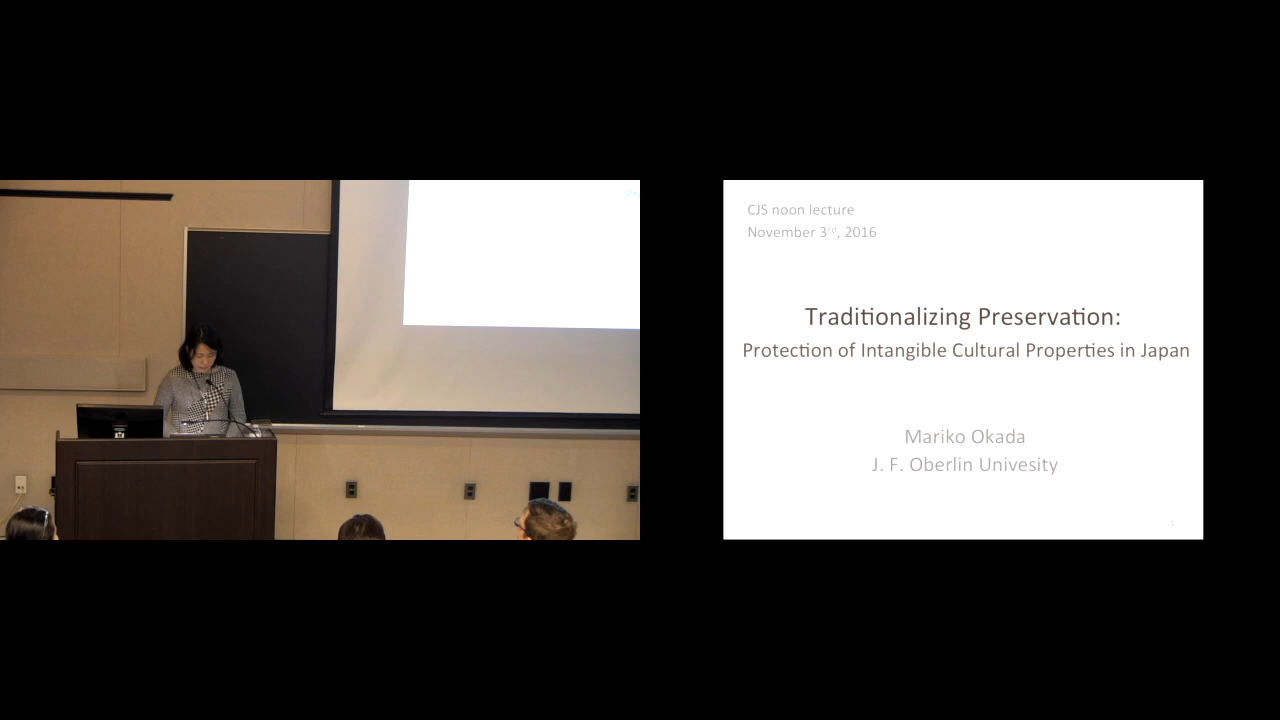 CJS noon lecture
November 3rd, 2016
Traditionalizing Preservation:
Protection of Intangible Cultural Properties in Japan
Mariko Okada
J. F. Oberlin Univesity
1